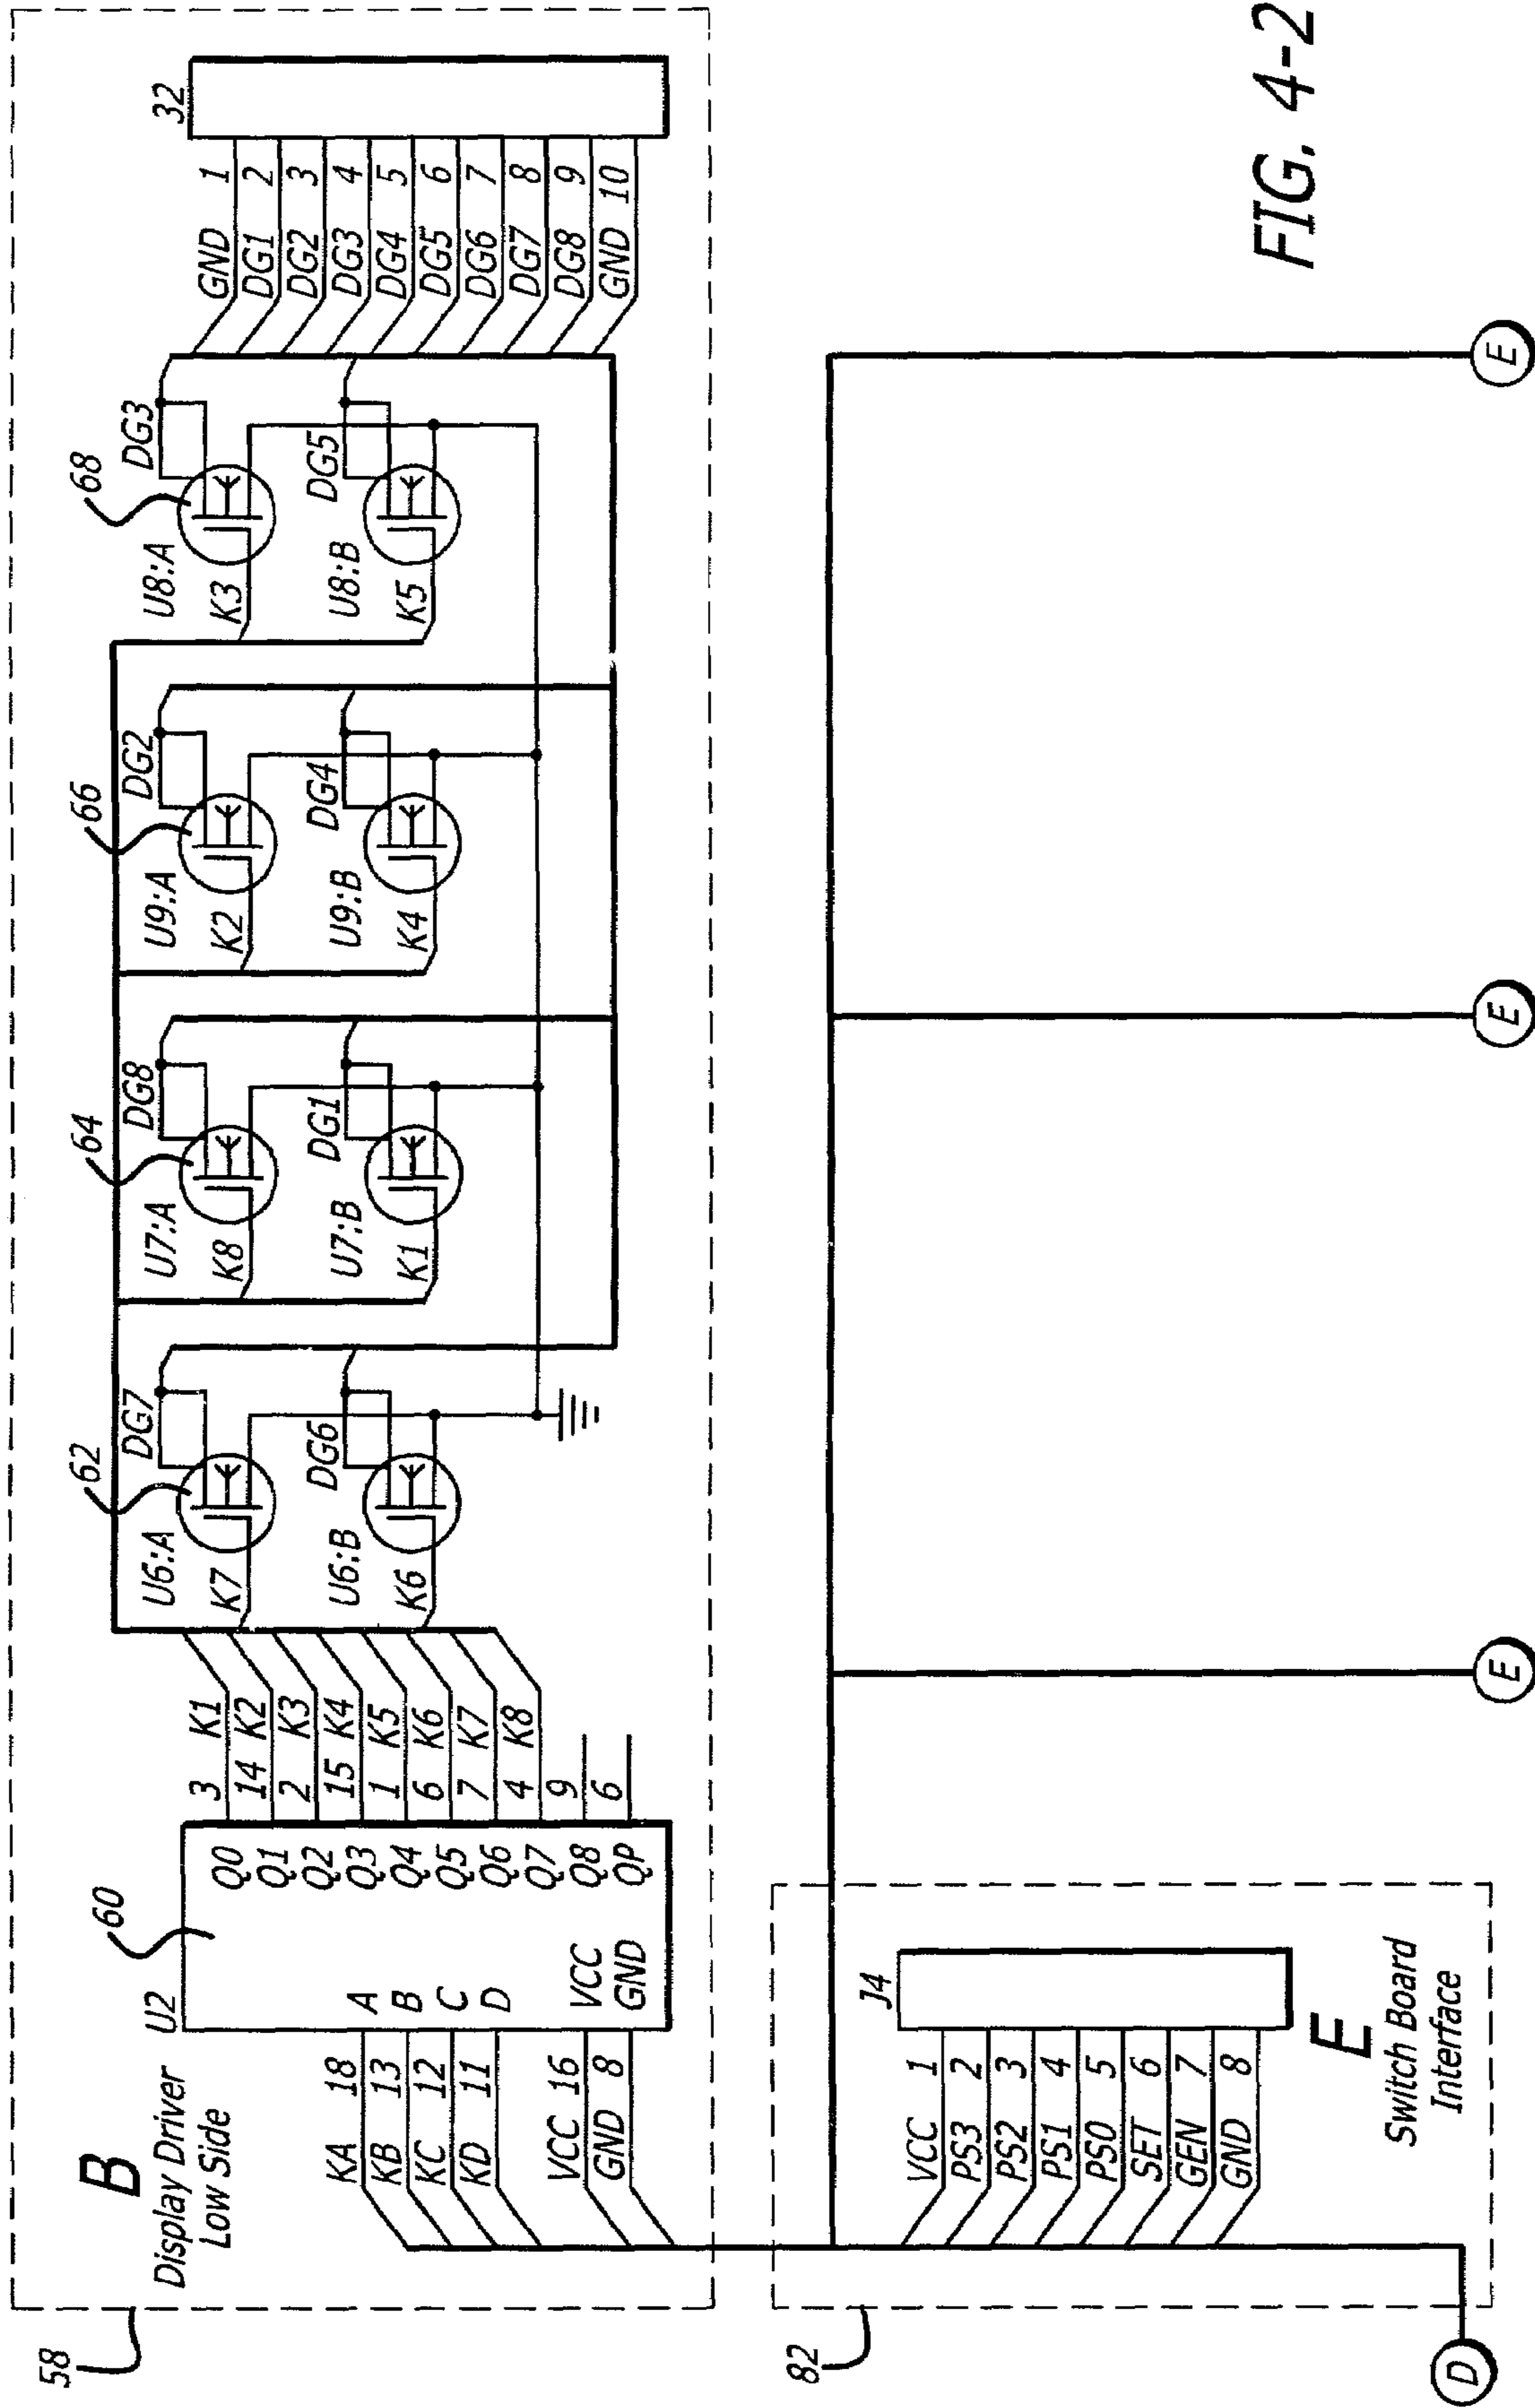 58
B
Display Driver
Low Side
60
U2
KA 18 A
KB 13 B
KC 12 C
KD 11 D
VCC 16 VCC
GND 8 GND
Q0 3 K1
Q1 14 K2
Q2 2 K3
Q3 15 K4
Q4 1 K5
Q5 6 K6
Q6 7 K7
Q7 4 K8
Q8 9
QP 6
62
U6:A
K7
DG7
U6:B
K6
DG6
64
U7:A
K8
DG8
U7:B
K1
DG1
66
U9:A
K2
DG2
U9:B
K4
DG4
68
U8:A
K3
DG3
U8:B
K5
DG5
32
GND 1
DG1 2
DG2 3
DG3 4
DG4 5
DG5 6
DG6 7
DG7 8
DG8 9
GND 10
82
J4
VCC 1
PS3 2
PS2 3
PS1 4
PS0 5
SET 6
GEN 7
GND 8
E
Switch Board
Interface
D
E
E
E
FIG. 4-2